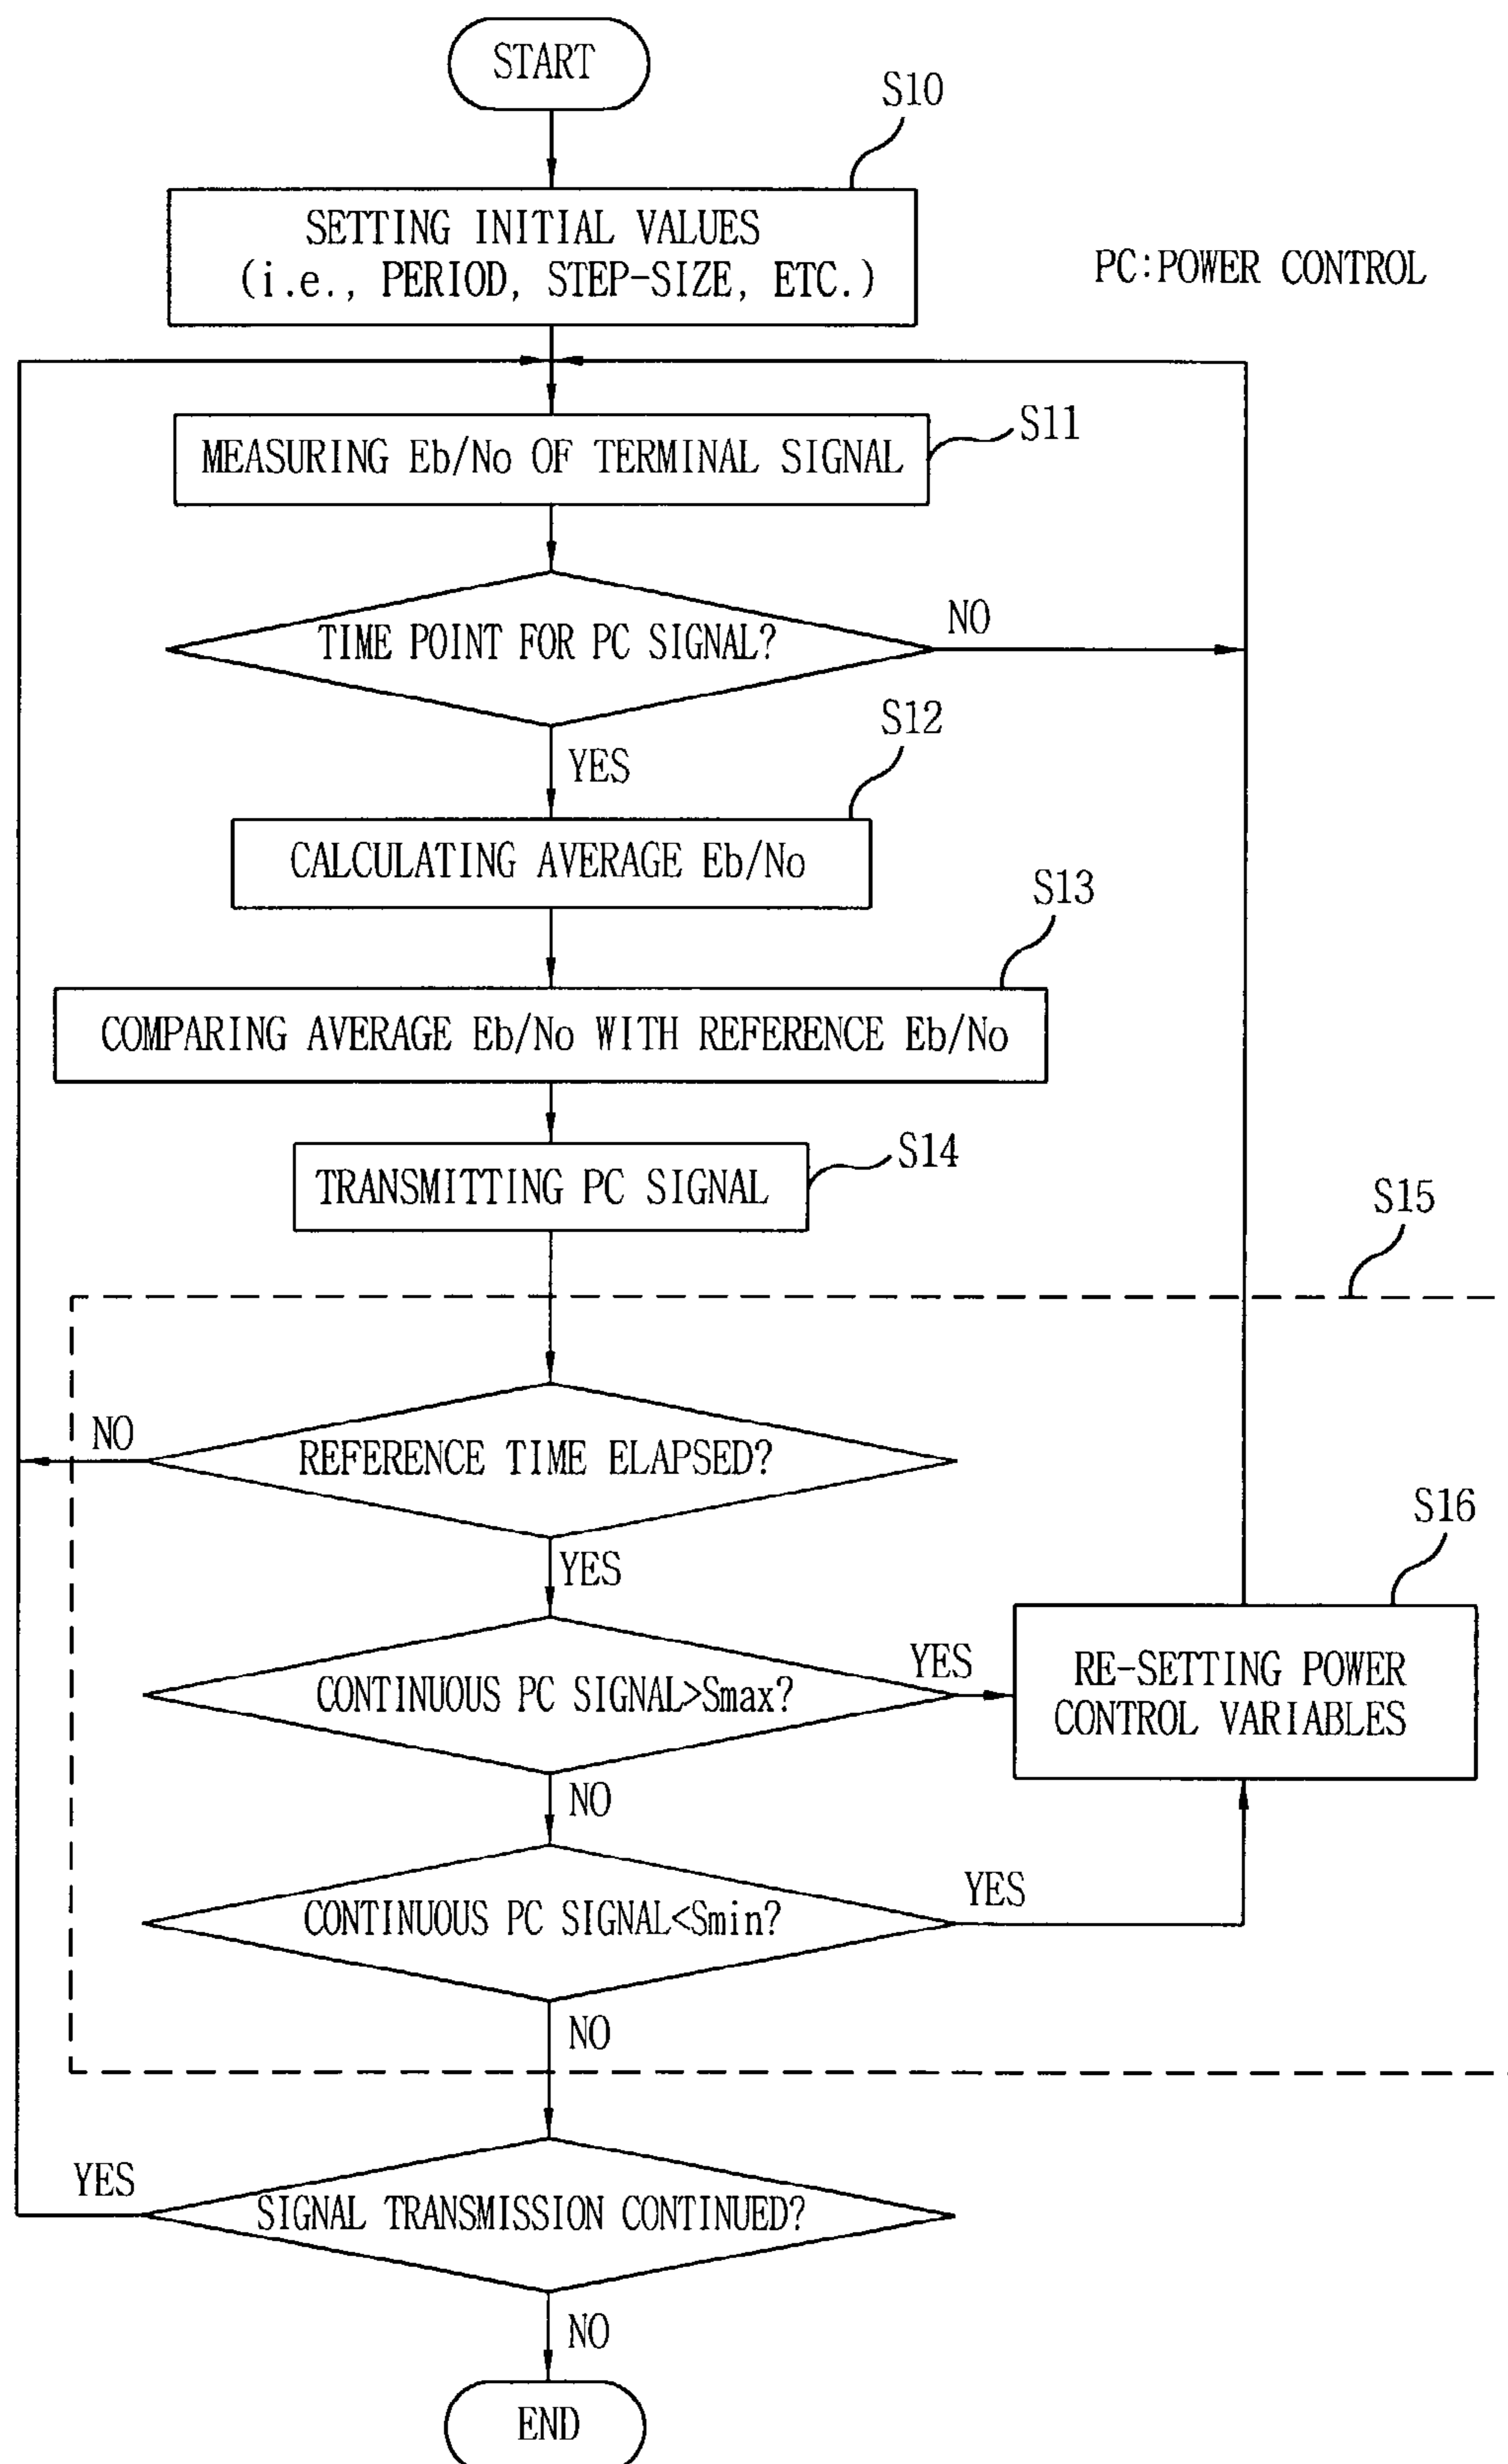 START
S10
SETTING INITIAL VALUES
(i.e., PERIOD, STEP-SIZE, ETC.)
PC:POWER CONTROL
S11
MEASURING Eb/No OF TERMINAL SIGNAL
TIME POINT FOR PC SIGNAL?
NO
YES
S12
CALCULATING AVERAGE Eb/No
S13
COMPARING AVERAGE Eb/No WITH REFERENCE Eb/No
S14
TRANSMITTING PC SIGNAL
S15
NO
REFERENCE TIME ELAPSED?
YES
S16
CONTINUOUS PC SIGNAL>Smax?
YES
RE-SETTING POWER
CONTROL VARIABLES
NO
CONTINUOUS PC SIGNAL<Smin?
YES
NO
YES
SIGNAL TRANSMISSION CONTINUED?
NO
END